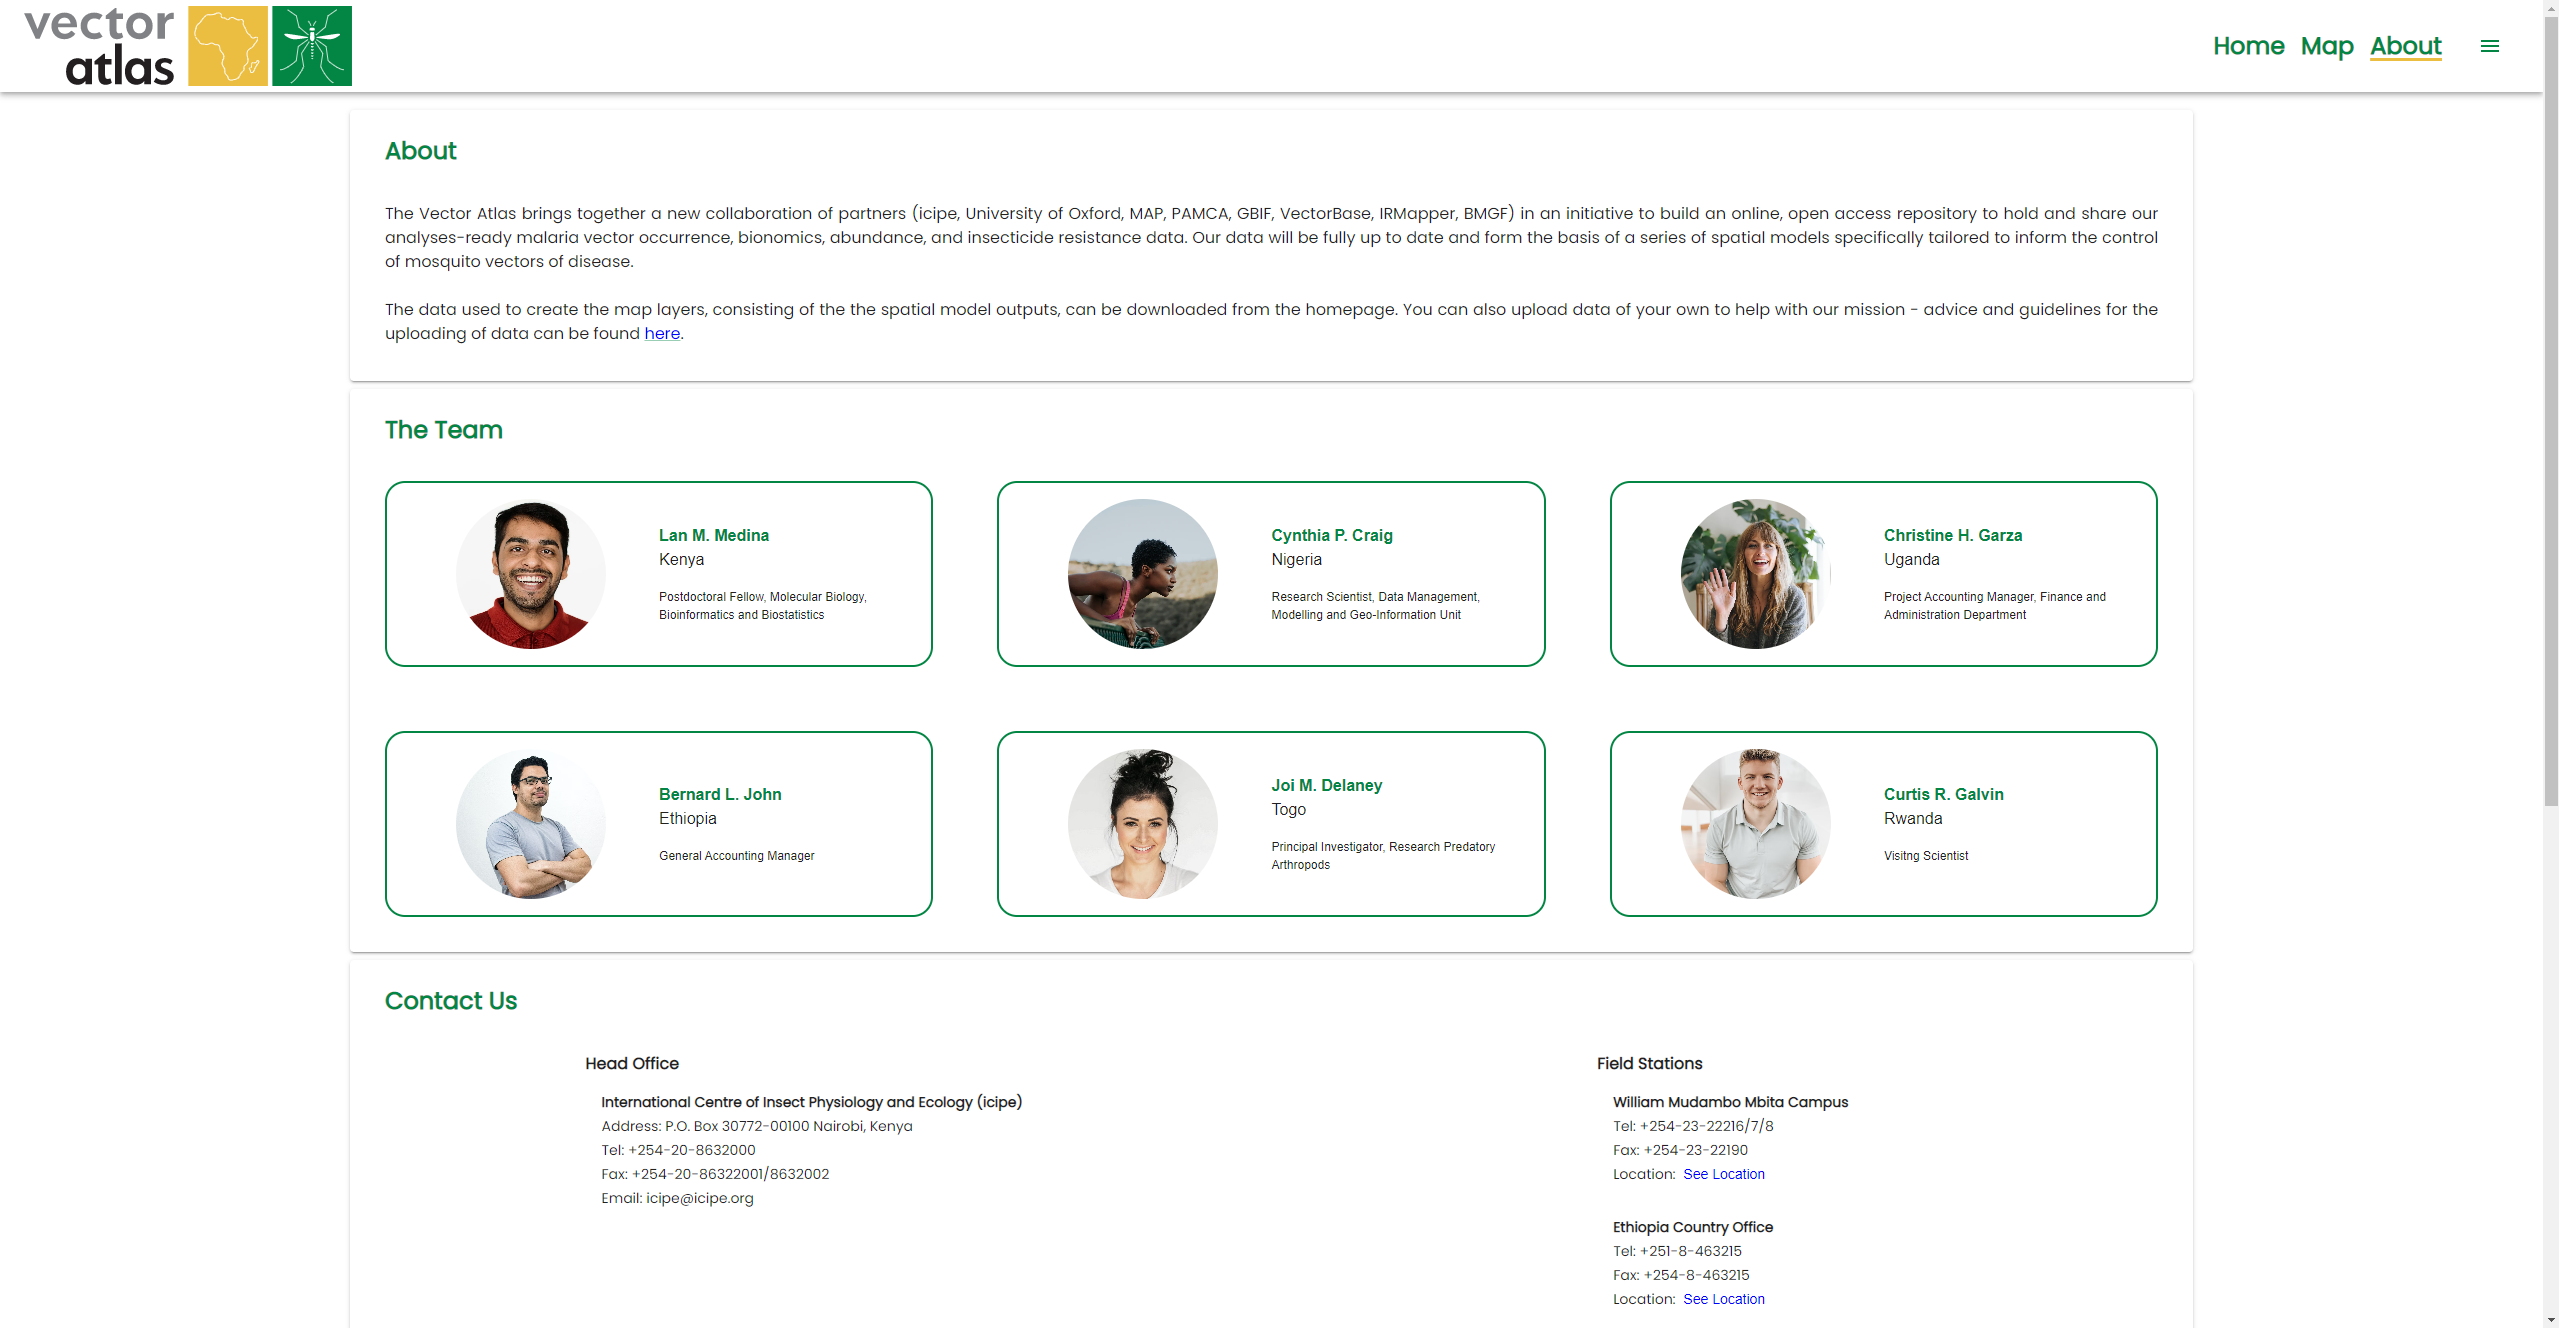 vector
atlas
Home Map About
About
The Vector Atlas brings together a new collaboration of partners (icipe, University of Oxford, MAP, PAMCA, GBIF, VectorBase, IRMapper, BMGF) in an initiative to build an online, open access repository to hold and share our
analyses-ready malaria vector occurrence, bionomics, abundance, and insecticide resistance data. Our data will be fully up to date and form the basis of a series of spatial models specifically tailored to inform the control
of mosquito vectors of disease.
The data used to create the map layers, consisting of the the spatial model outputs, can be downloaded from the homepage. You can also upload data of your own to help with our mission - advice and guidelines for the
uploading of data can be found here.
The Team
Lan M. Medina
Kenya
Postdoctoral Fellow, Molecular Biology,
Bioinformatics and Biostatistics
Cynthia P. Craig
Nigeria
Research Scientist, Data Management,
Modelling and Geo-Information Unit
Christine H. Garza
Uganda
Project Accounting Manager, Finance and
Administration Department
Bernard L. John
Ethiopia
General Accounting Manager
Joi M. Delaney
Togo
Principal Investigator, Research Predatory
Arthropods
Curtis R. Galvin
Rwanda
Visitng Scientist
Contact Us
Head Office
International Centre of Insect Physiology and Ecology (icipe)
Address: P.O. Box 30772-00100 Nairobi, Kenya
Tel: +254-20-8632000
Fax: +254-20-86322001/8632002
Email: icipe@icipe.org
Field Stations
William Mudambo Mbita Campus
Tel: +254-23-22216/7/8
Fax: +254-23-22190
Location: See Location
Ethiopia Country Office
Tel: +251-8-463215
Fax: +254-8-463215
Location: See Location